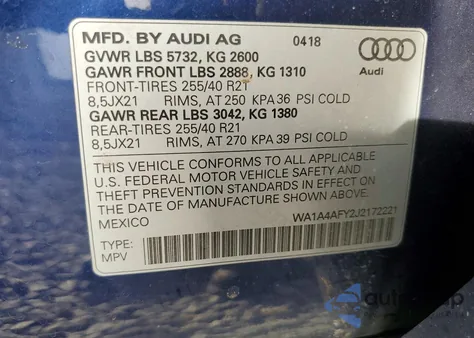 MFD. BY AUDI AG 0418
GVWR LBS 5732, KG 2600
GAWR FRONT LBS 2888, KG 1310
FRONT-TIRES 255/40 R21
8,5JX21 RIMS, AT 250 KPA 36 PSI COLD
GAWR REAR LBS 3042, KG 1380
REAR-TIRES 255/40 R21
8,5JX21 RIMS, AT 270 KPA 39 PSI COLD
Audi
THIS VEHICLE CONFORMS TO ALL APPLICABLE
U.S. FEDERAL MOTOR VEHICLE SAFETY AND
THEFT PREVENTION STANDARDS IN EFFECT ON
THE DATE OF MANUFACTURE SHOWN ABOVE.
MEXICO WA1A4AFY2J2172221
TYPE:
MPV